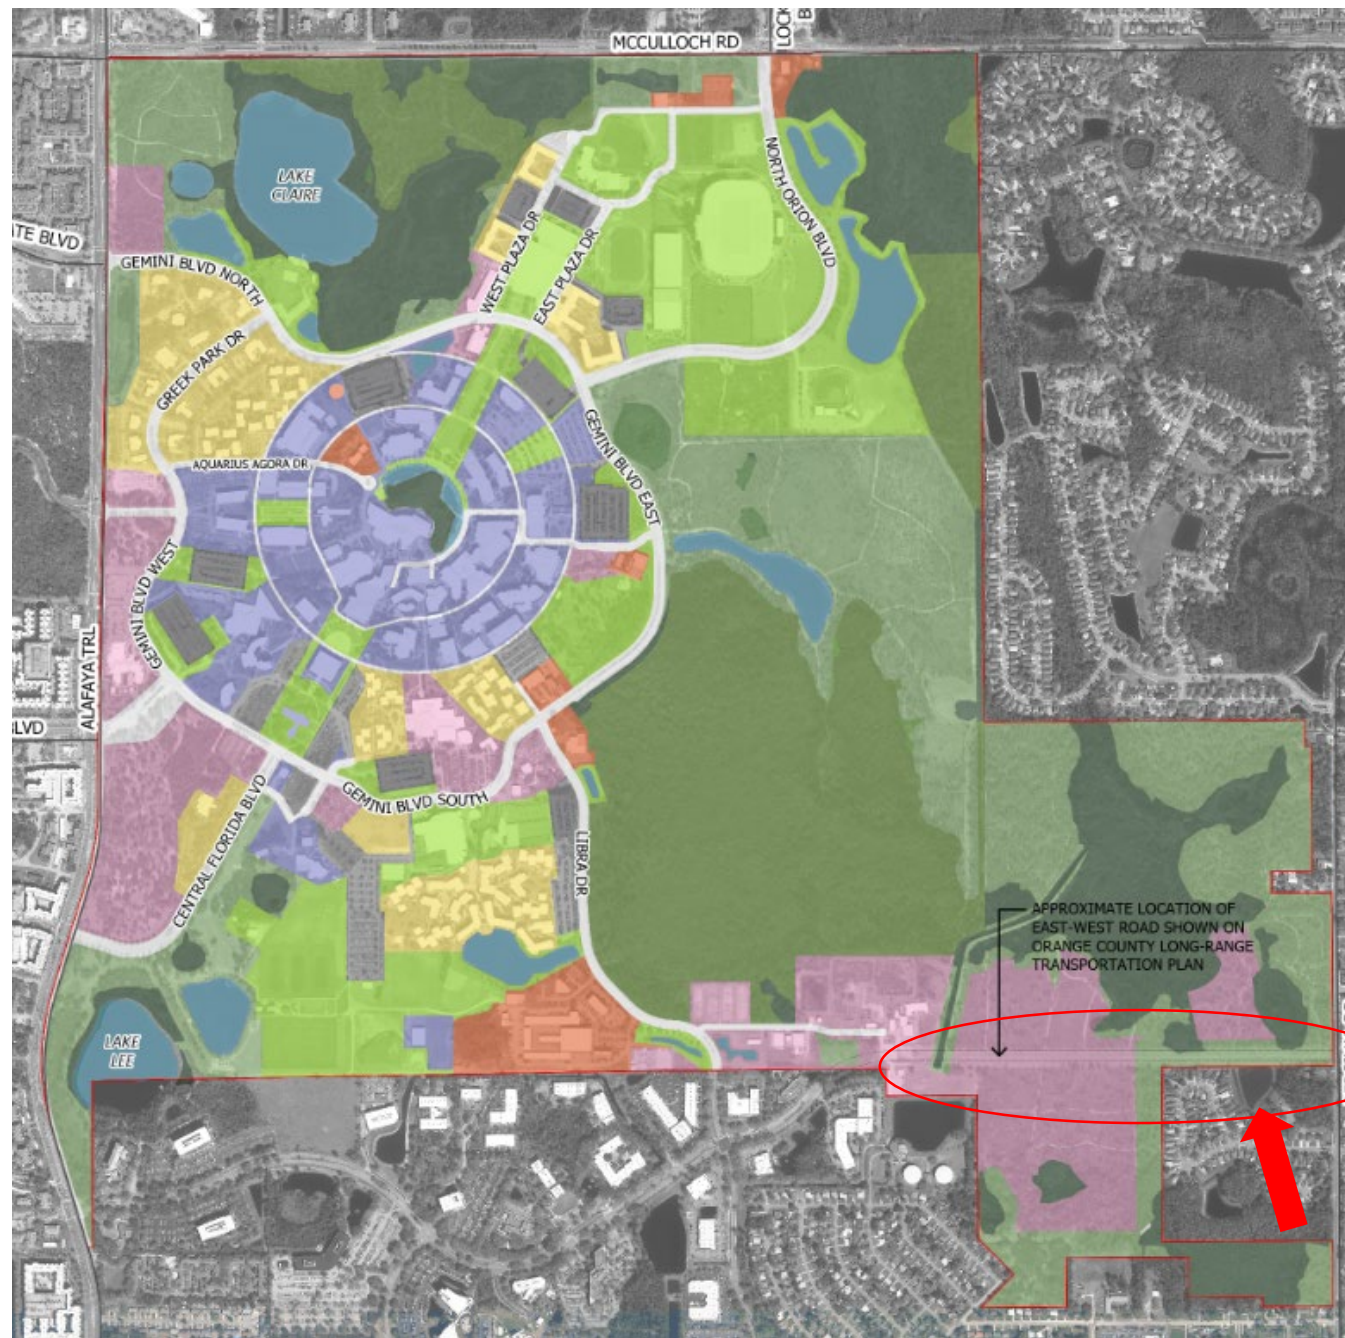 MCCULLOCH RD
LOCK
B
LAKE
CLAIRE
TE BLVD
GEMINI BLVD NORTH
GREEK PARK DR
WEST PLAZA DR
EAST PLAZA DR
NORTH ORION BLVD
AQUARIUS AGORA DR
GEMINI BLVD EAST
GEMINI BLVD WEST
ALAFAYA TRL
LVD
GEMINI BLVD SOUTH
CENTRAL FLORIDA BLVD
LIBRA DR
APPROXIMATE LOCATION OF
EAST-WEST ROAD SHOWN ON
ORANGE COUNTY LONG-RANGE
TRANSPORTATION PLAN
LAKE
LEE